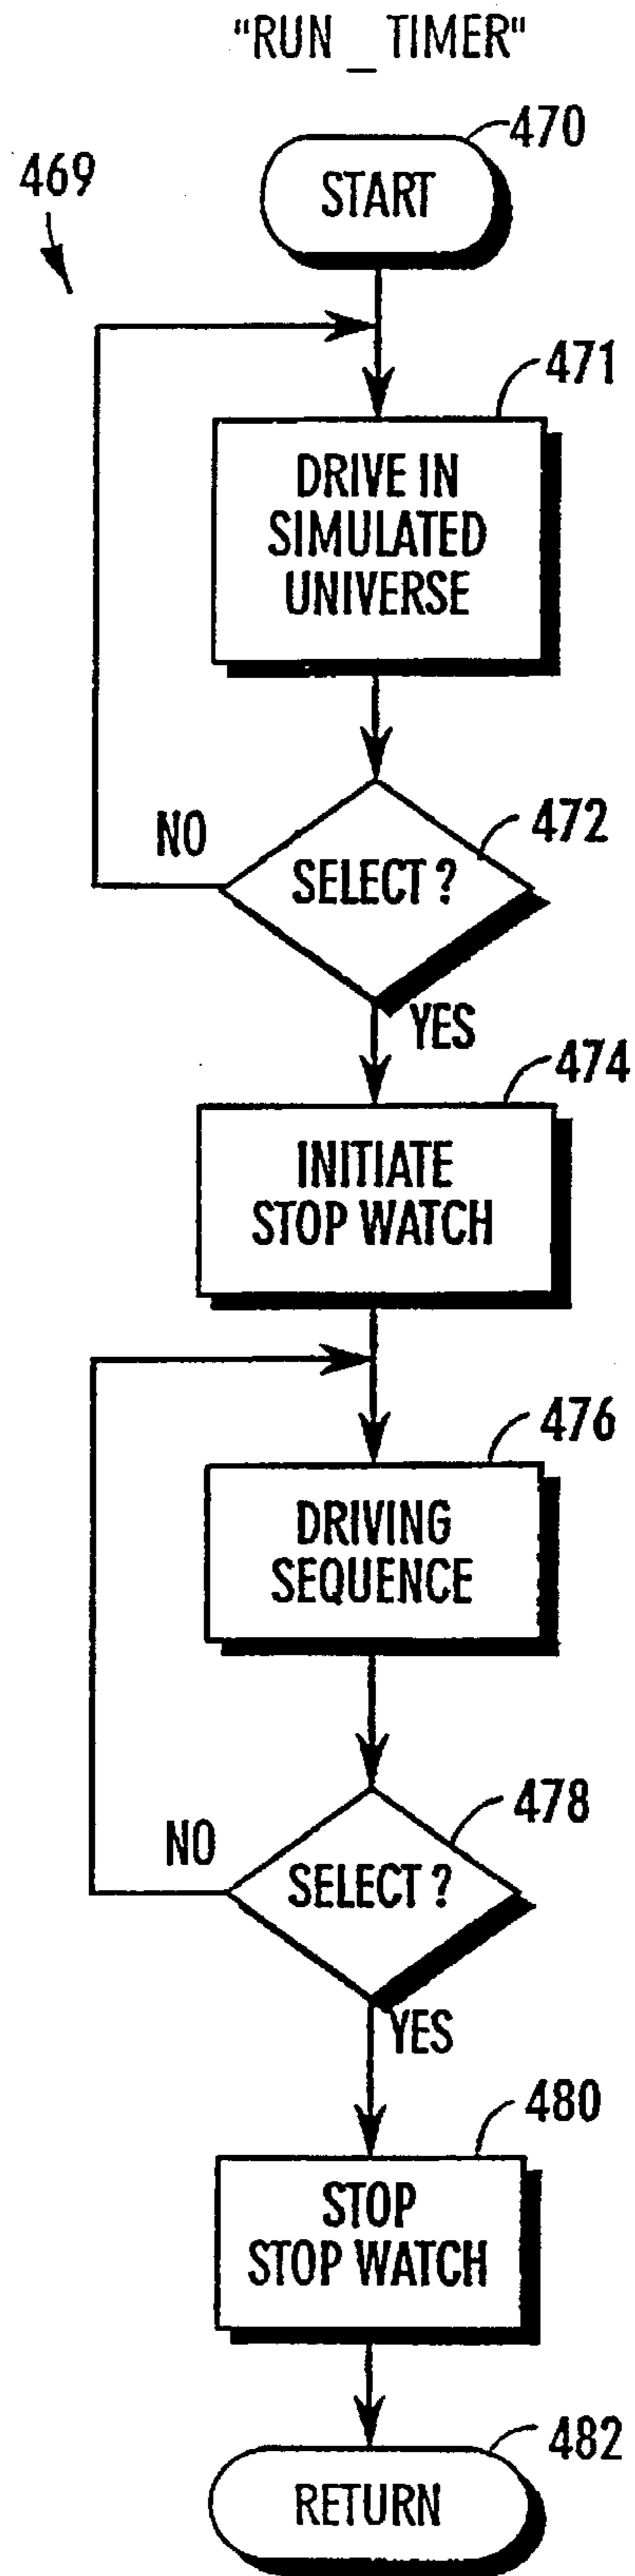 "RUN _ TIMER"
470
469
START
471
DRIVE IN
SIMULATED
UNIVERSE
472
NO
SELECT ?
YES
474
INITIATE
STOP WATCH
476
DRIVING
SEQUENCE
478
NO
SELECT ?
YES
480
STOP
STOP WATCH
482
RETURN